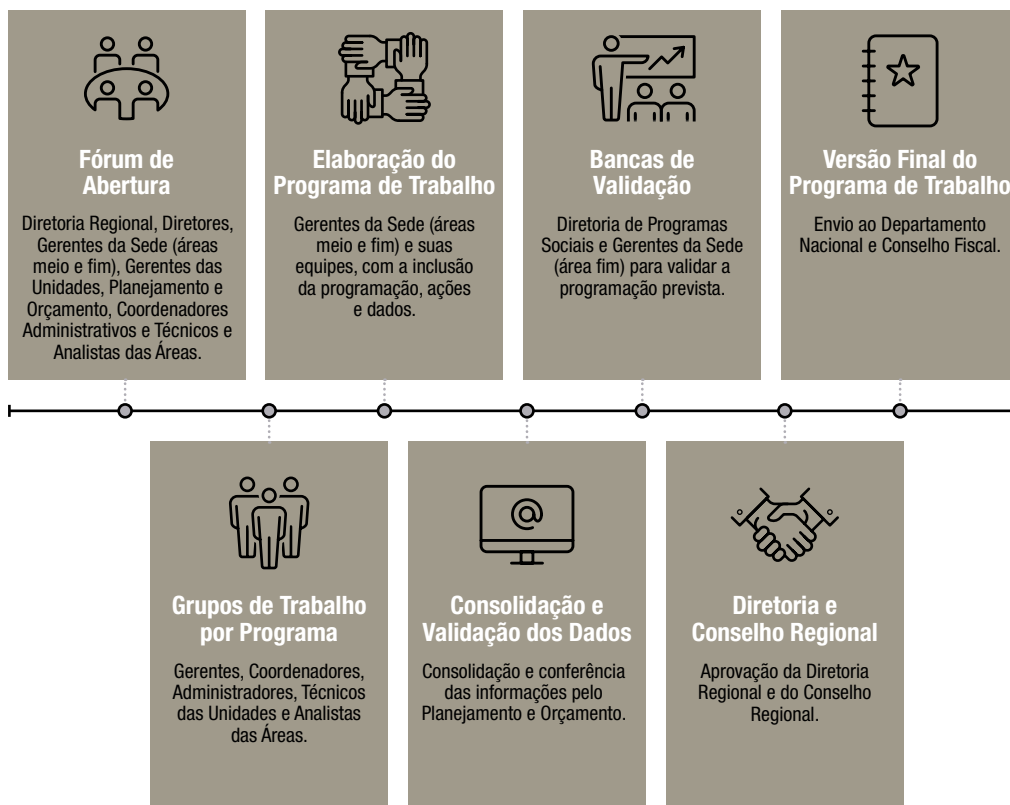 Fórum de
Abertura
Diretoria Regional, Diretores,
Gerentes da Sede (áreas
meio e fim), Gerentes das
Unidades, Planejamento e
Orçamento, Coordenadores
Administrativos e Técnicos e
Analistas das Áreas.
Elaboração do
Programa de Trabalho
Gerentes da Sede (áreas
meio e fim) e suas
equipes, com a inclusão
da programação, ações
e dados.
Bancas de
Validação
Diretoria de Programas
Sociais e Gerentes da Sede
(área fim) para validar a
programação prevista.
Versão Final do
Programa de Trabalho
Envio ao Departamento
Nacional e Conselho Fiscal.
Grupos de Trabalho
por Programa
Gerentes, Coordenadores,
Administradores, Técnicos
das Unidades e Analistas
das Áreas.
@
Consolidação e
Validação dos Dados
Consolidação e conferência
das informações pelo
Planejamento e Orçamento.
Diretoria e
Conselho Regional
Aprovação da Diretoria
Regional e do Conselho
Regional.